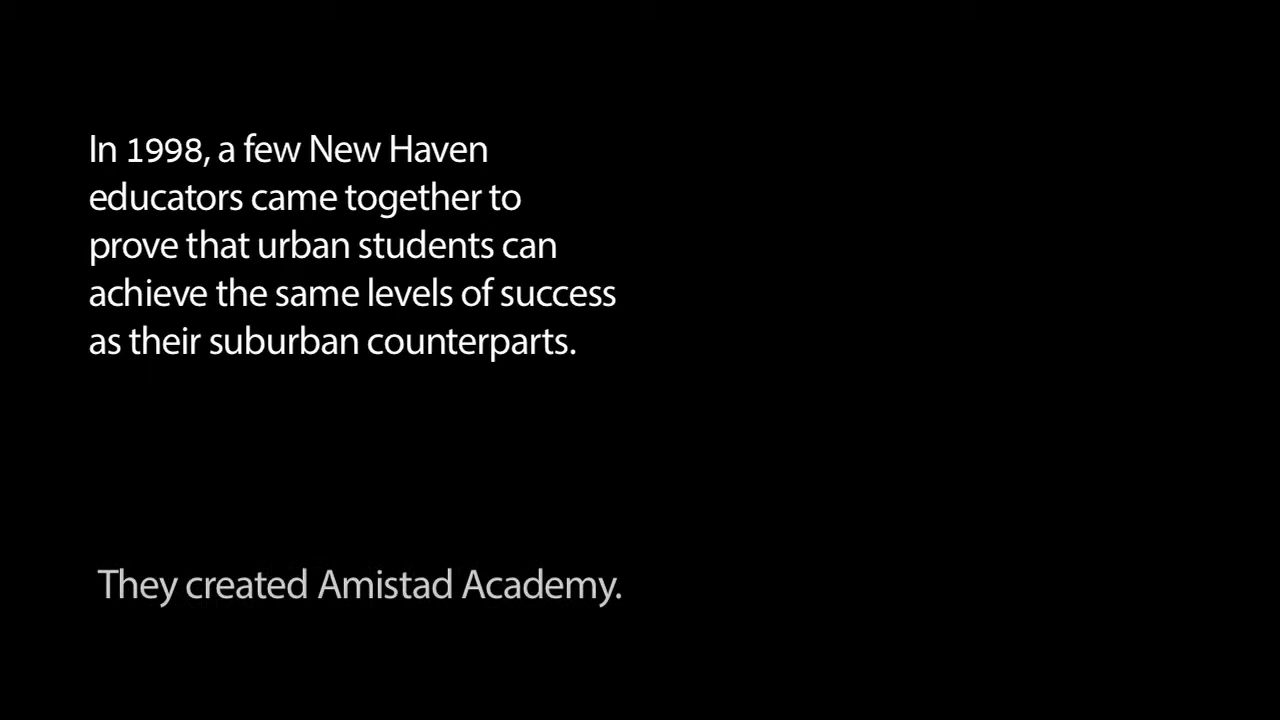 In 1998, a few New Haven
educators came together to
prove that urban students can
achieve the same levels of success
as their suburban counterparts.
They created Amistad Academy.